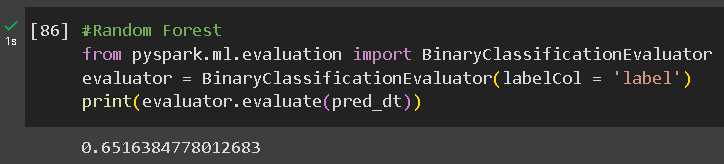 [86] #Random Forest
from pyspark.ml.evaluation import BinaryClassificationEvaluator
1s
evaluator = BinaryClassificationEvaluator(labelCol = 'label')
print(evaluator.evaluate(pred_dt))
0.6516384778012683